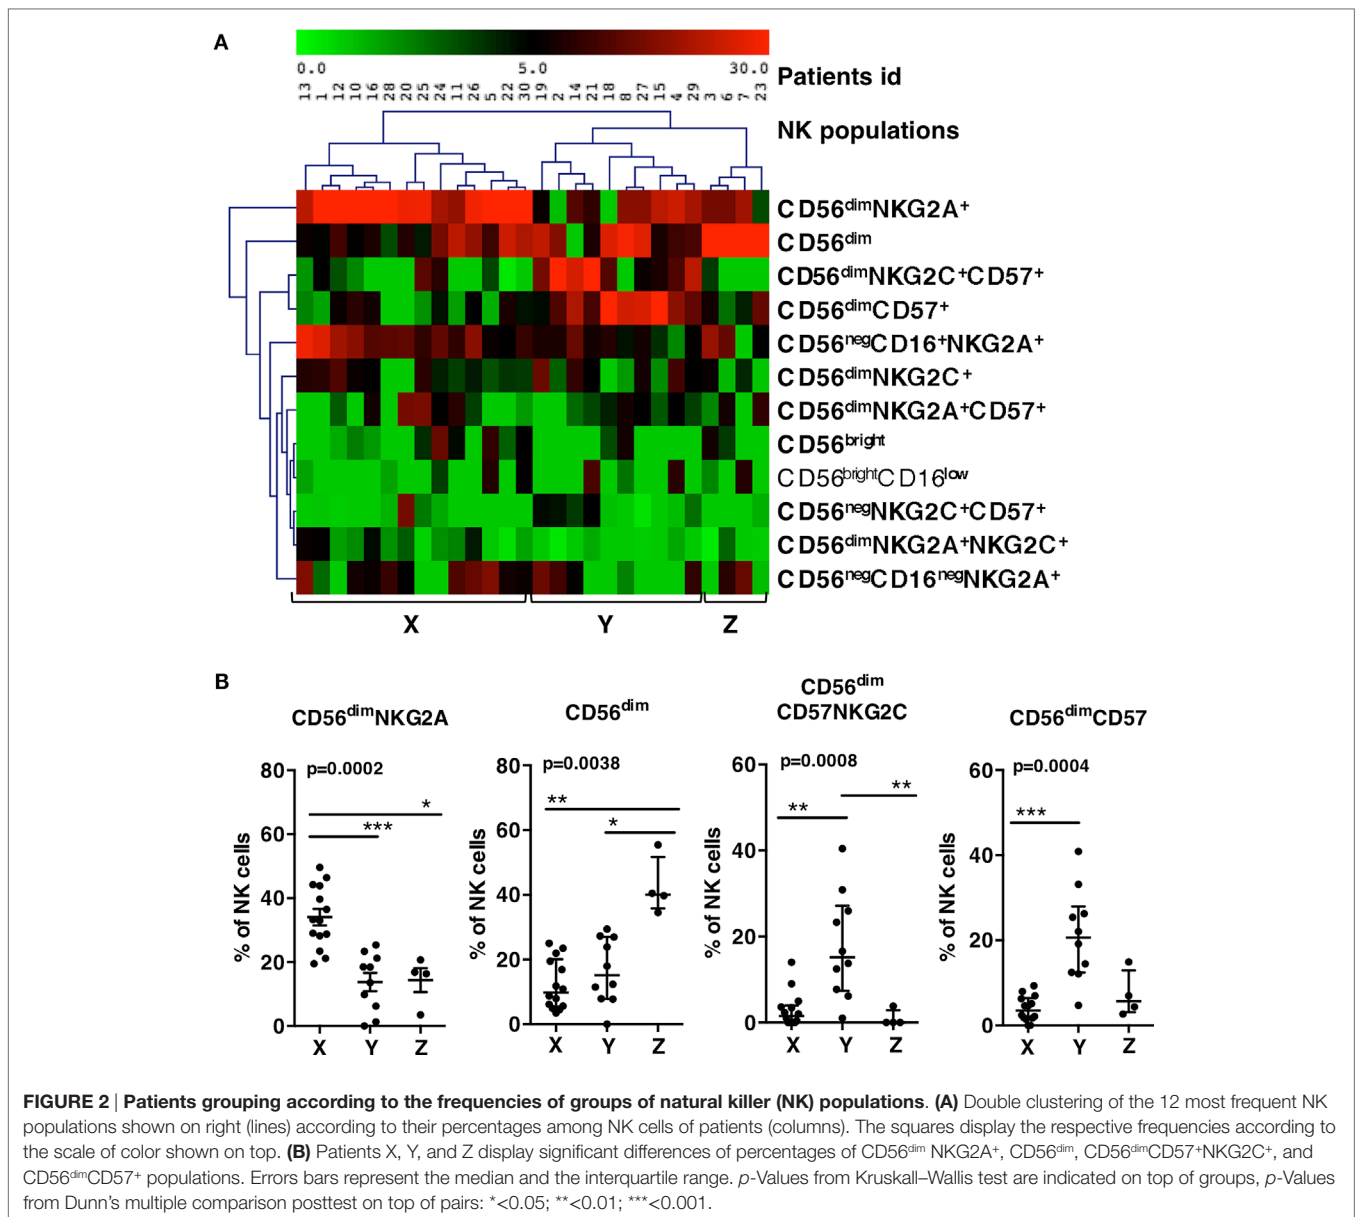 A
0.0 5.0 30.0
13 1 12 10 16 28 20 25 24 11 26 5 22 30 19 2 14 21 18 8 27 15 4 29 3 6 7 23
Patients id
NK populations
CD56dimNKG2A+
CD56dim
CD56dimNKG2C+CD57+
CD56dimCD57+
CD56negCD16+NKG2A+
CD56dimNKG2C+
CD56dimNKG2A+CD57+
CD56bright
CD56brightCD16low
CD56negNKG2C+CD57+
CD56dimNKG2A+NKG2C+
CD56negCD16negNKG2A+
X Y Z
B
CD56dimNKG2A
p=0.0002
*
***
% of NK cells
80
60
40
20
0
X Y Z
CD56dim
p=0.0038
**
*
% of NK cells
80
60
40
20
0
X Y Z
CD56dim
CD57NKG2C
p=0.0008
**
**
% of NK cells
60
40
20
0
X Y Z
CD56dimCD57
p=0.0004
***
% of NK cells
60
40
20
0
X Y Z
FIGURE 2 | Patients grouping according to the frequencies of groups of natural killer (NK) populations. (A) Double clustering of the 12 most frequent NK
populations shown on right (lines) according to their percentages among NK cells of patients (columns). The squares display the respective frequencies according to
the scale of color shown on top. (B) Patients X, Y, and Z display significant differences of percentages of CD56dim NKG2A+, CD56dim, CD56dimCD57+NKG2C+, and
CD56dimCD57+ populations. Errors bars represent the median and the interquartile range. p-Values from Kruskall–Wallis test are indicated on top of groups, p-Values
from Dunn's multiple comparison posttest on top of pairs: *<0.05; **<0.01; ***<0.001.